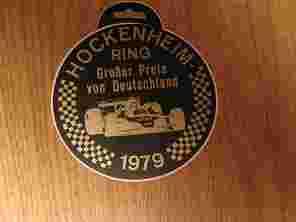 HOCKENHEIM
RING
Großer Preis
von Deutschland
1979